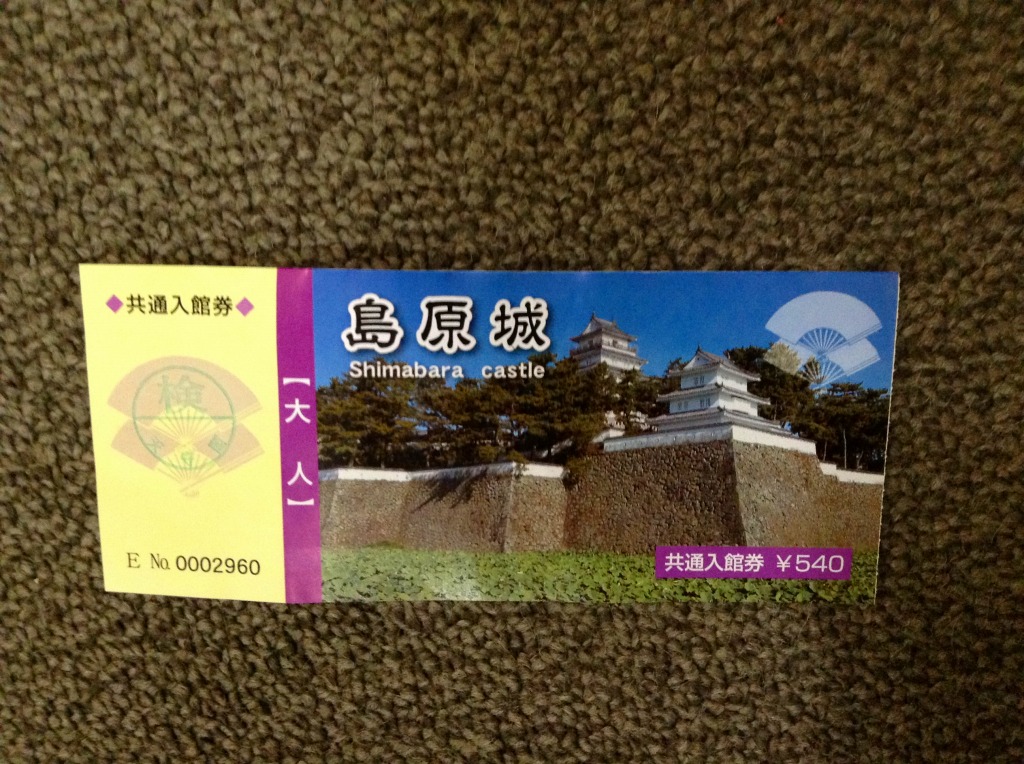 ◆共通入館券◆
検
E No. 0002960
【大人】
島原城
Shimabara castle
共通入館券 ¥540